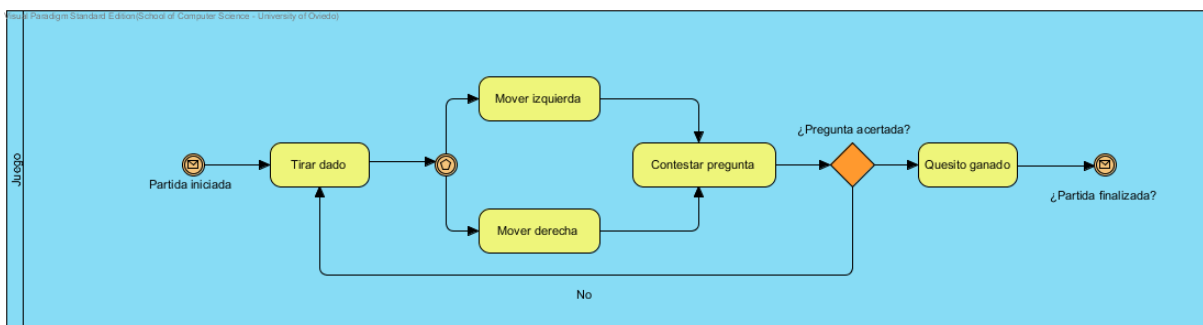 Visual Paradigm Standard Edition(School of Computer Science - University of Oviedo)
Juego
Partida iniciada
Tirar dado
Mover izquierda
Mover derecha
Contestar pregunta
¿Pregunta acertada?
Quesito ganado
¿Partida finalizada?
No